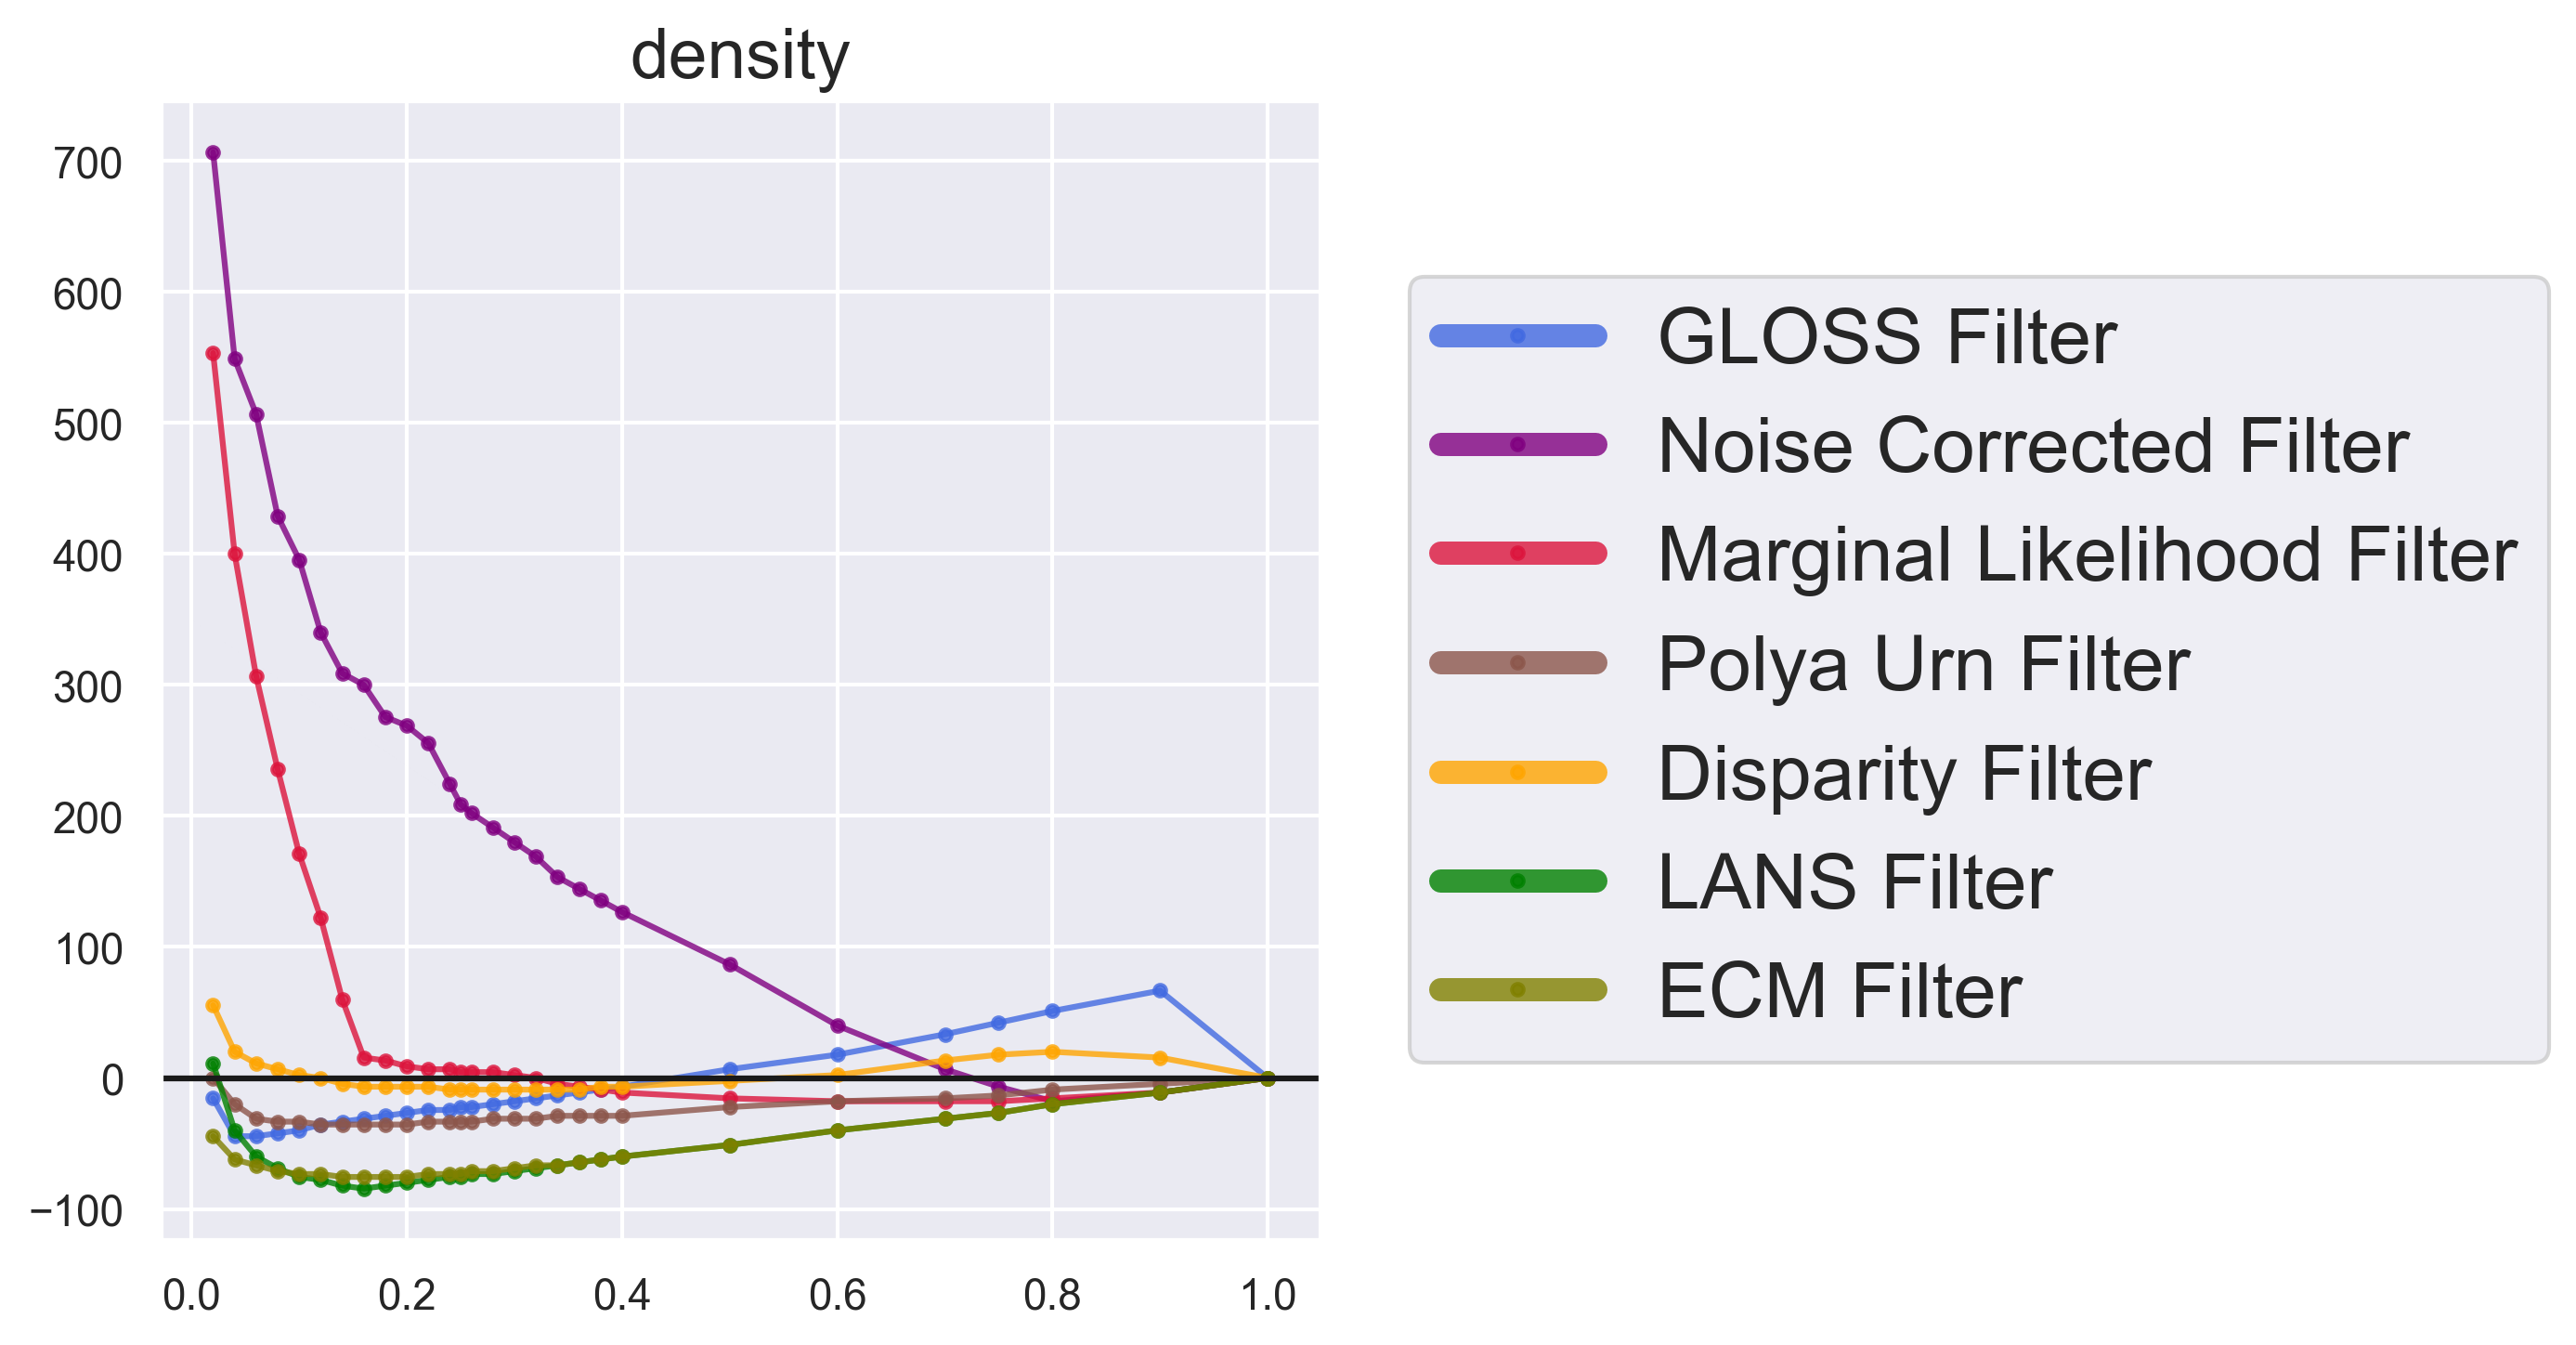 density
700
600
500
400
300
200
100
0
−100
0.0 0.2 0.4 0.6 0.8 1.0
GLOSS Filter
Noise Corrected Filter
Marginal Likelihood Filter
Polya Urn Filter
Disparity Filter
LANS Filter
ECM Filter